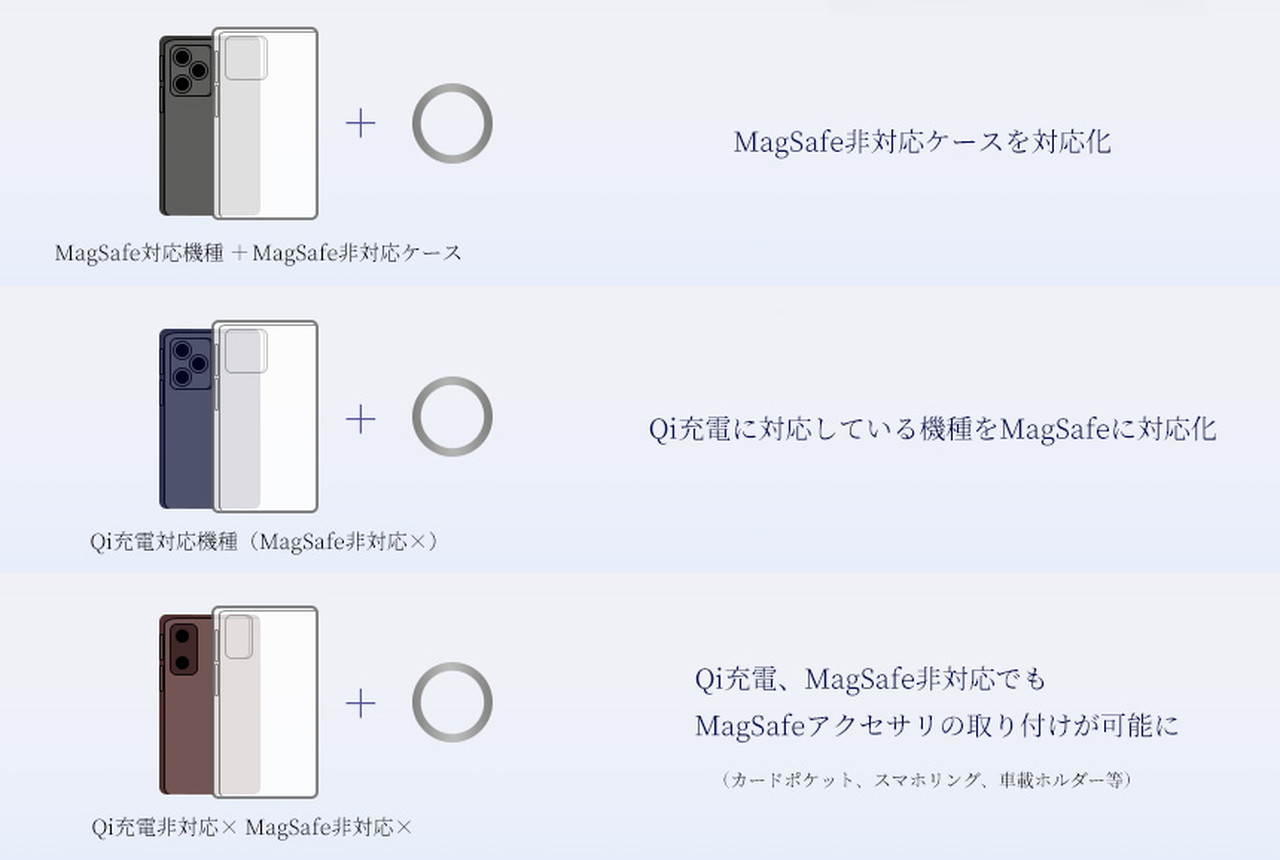 MagSafe非対応ケースを対応化
MagSafe対応機種 ＋MagSafe非対応ケース
Qi充電に対応している機種をMagSafeに対応化
Qi充電対応機種（MagSafe非対応×）
Qi充電、MagSafe非対応でも
MagSafeアクセサリの取り付けが可能に
（カードポケット、スマホリング、車載ホルダー等）
Qi充電非対応× MagSafe非対応×